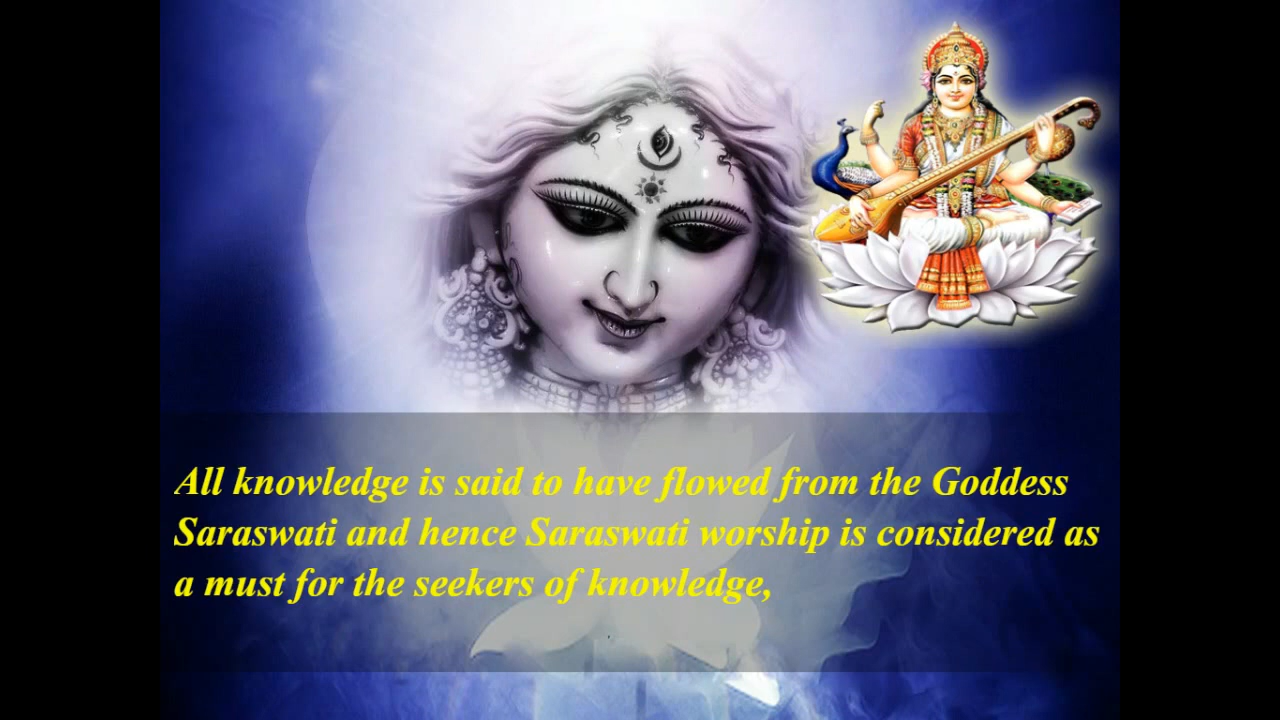 All knowledge is said to have flowed from the Goddess
Saraswati and hence Saraswati worship is considered as
a must for the seekers of knowledge,